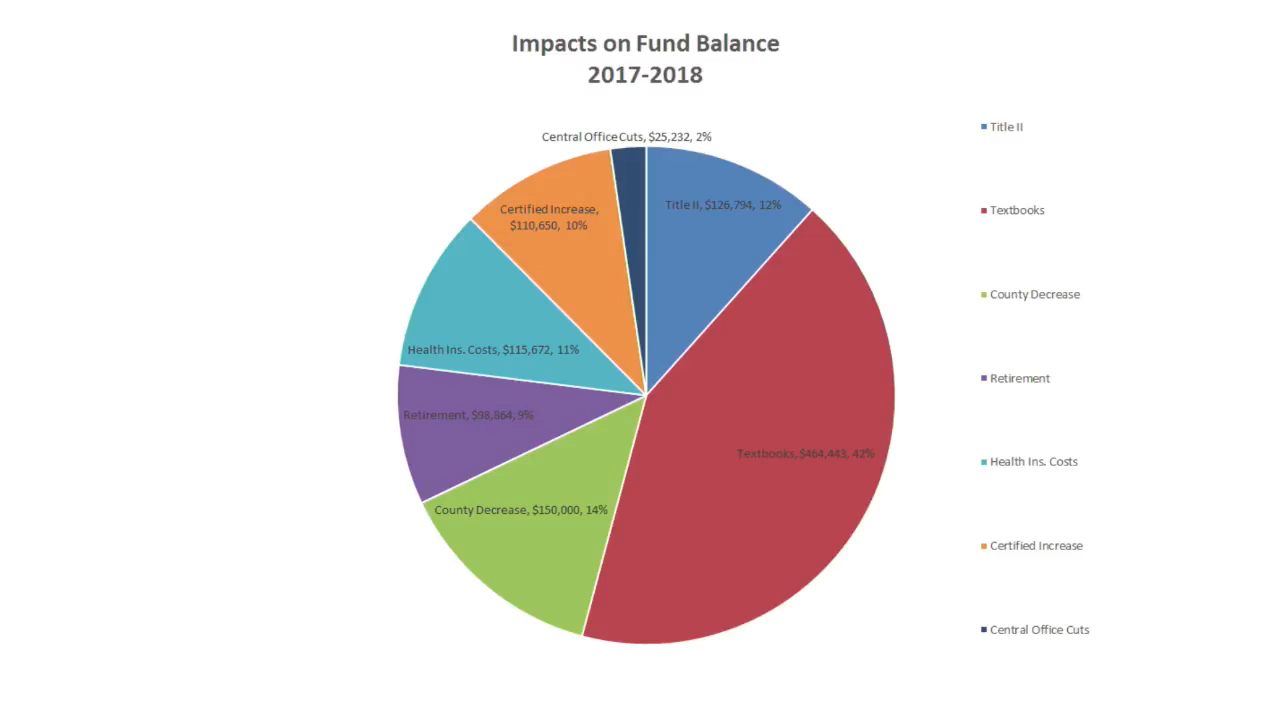 Impacts on Fund Balance
2017-2018
Central Office Cuts, $25,232, 2%
Title II, $126,794, 12%
Certified Increase,
$110,650, 10%
Health Ins. Costs, $115,672, 11%
Retirement, $98,864, 9%
Textbooks, $464,443, 42%
County Decrease, $150,000, 14%
Title II
Textbooks
County Decrease
Retirement
Health Ins. Costs
Certified Increase
Central Office Cuts